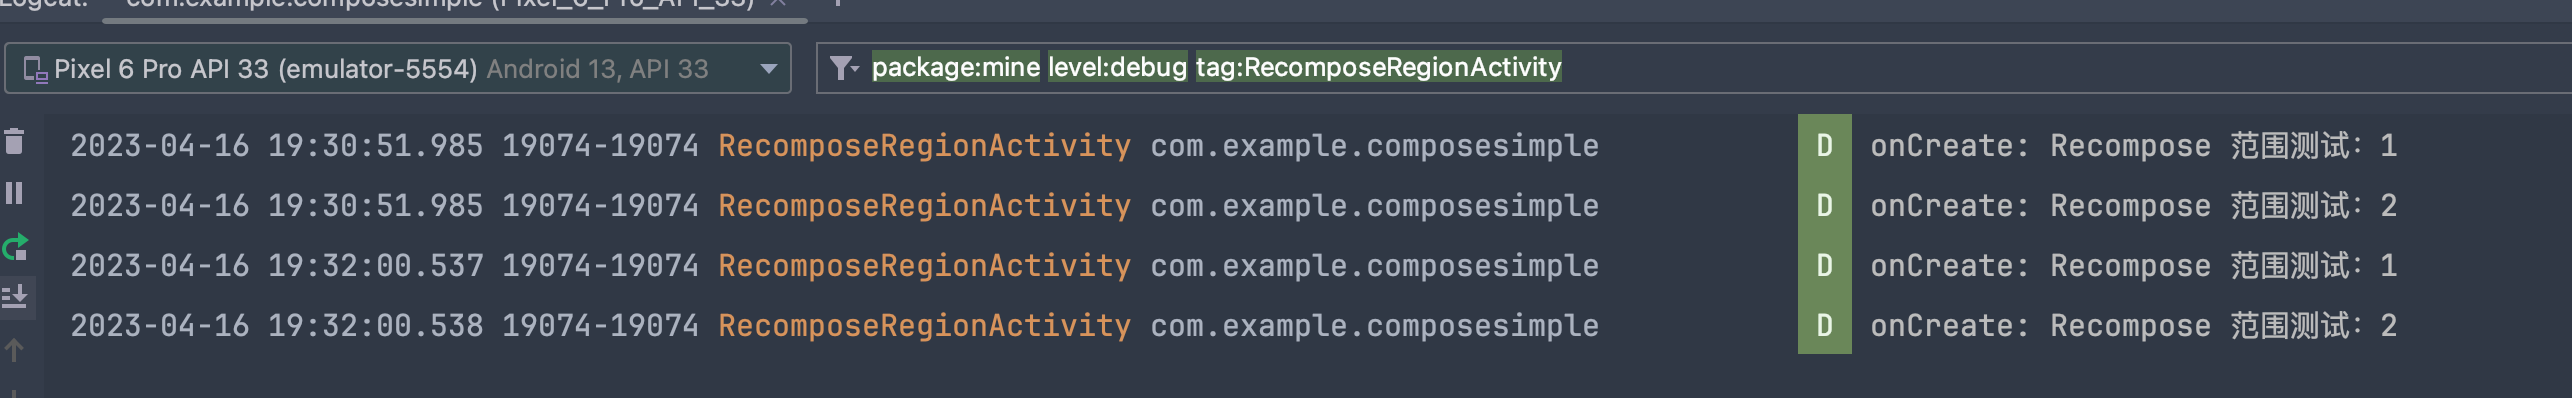 Logcat: com.example.composesimple (Pixel_6_Pro_API_33) × +
Pixel 6 Pro API 33 (emulator-5554) Android 13, API 33 package:mine level:debug tag:RecomposeRegionActivity
2023-04-16 19:30:51.985 19074-19074 RecomposeRegionActivity com.example.composesimple D onCreate: Recompose 范围测试：1
2023-04-16 19:30:51.985 19074-19074 RecomposeRegionActivity com.example.composesimple D onCreate: Recompose 范围测试：2
2023-04-16 19:32:00.537 19074-19074 RecomposeRegionActivity com.example.composesimple D onCreate: Recompose 范围测试：1
2023-04-16 19:32:00.538 19074-19074 RecomposeRegionActivity com.example.composesimple D onCreate: Recompose 范围测试：2